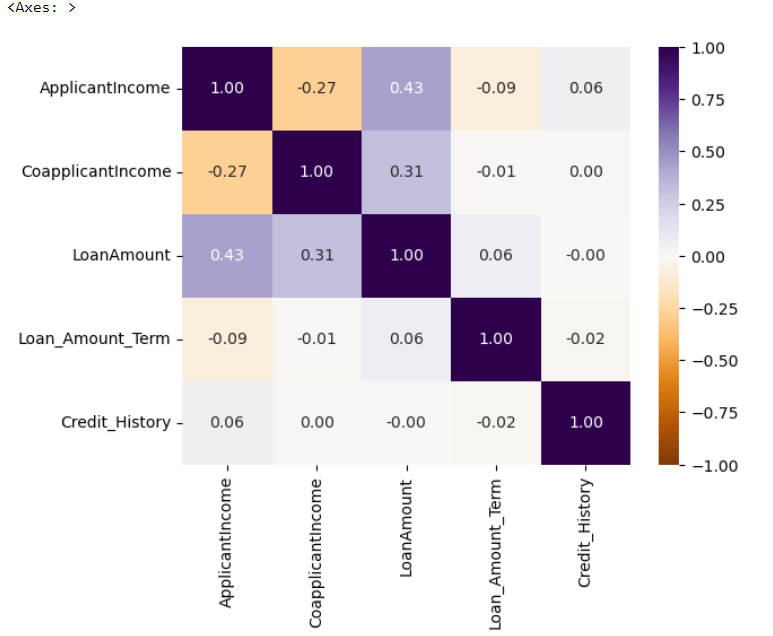 <Axes: >
ApplicantIncome 1.00 -0.27 0.43 -0.09 0.06
CoapplicantIncome -0.27 1.00 0.31 -0.01 0.00
LoanAmount 0.43 0.31 1.00 0.06 -0.00
Loan_Amount_Term -0.09 -0.01 0.06 1.00 -0.02
Credit_History 0.06 0.00 -0.00 -0.02 1.00
ApplicantIncome
CoapplicantIncome
LoanAmount
Loan_Amount_Term
Credit_History
1.00
0.75
0.50
0.25
0.00
−0.25
−0.50
−0.75
−1.00